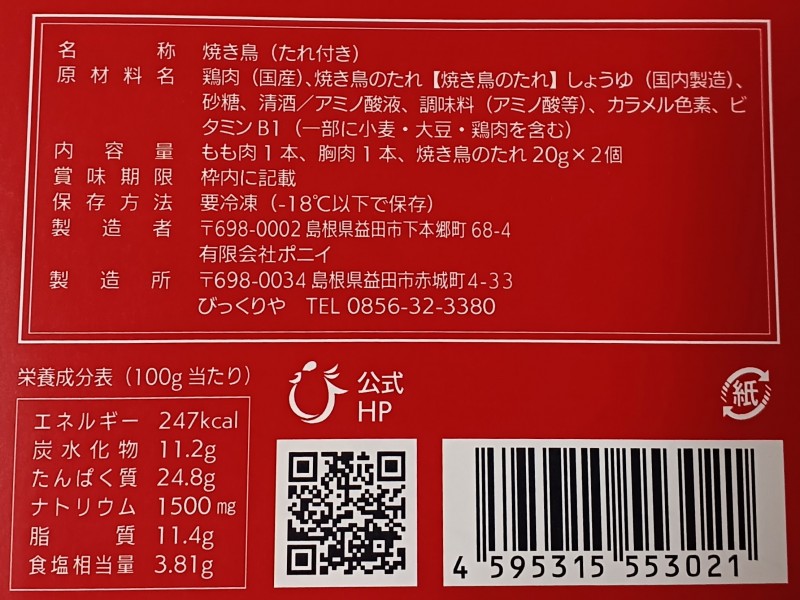 名称 焼き鳥（たれ付き）
原材料名 鶏肉（国産）、焼き鳥のたれ【焼き鳥のたれ】しょうゆ（国内製造）、
砂糖、清酒／アミノ酸液、調味料（アミノ酸等）、カラメル色素、ビ
タミンB1（一部に小麦・大豆・鶏肉を含む）
内容量 もも肉1本、胸肉1本、焼き鳥のたれ20g×2個
賞味期限 枠内に記載
保存方法 要冷凍（-18℃以下で保存）
製造者 〒698-0002 島根県益田市下本郷町68-4
有限会社ポニイ
製造所 〒698-0034 島根県益田市赤城町4-33
びっくりや TEL 0856-32-3380
栄養成分表（100g当たり）
エネルギー 247kcal
炭水化物 11.2g
たんぱく質 24.8g
ナトリウム 1500mg
脂質 11.4g
食塩相当量 3.81g
公式
HP
紙
4 595315 553021